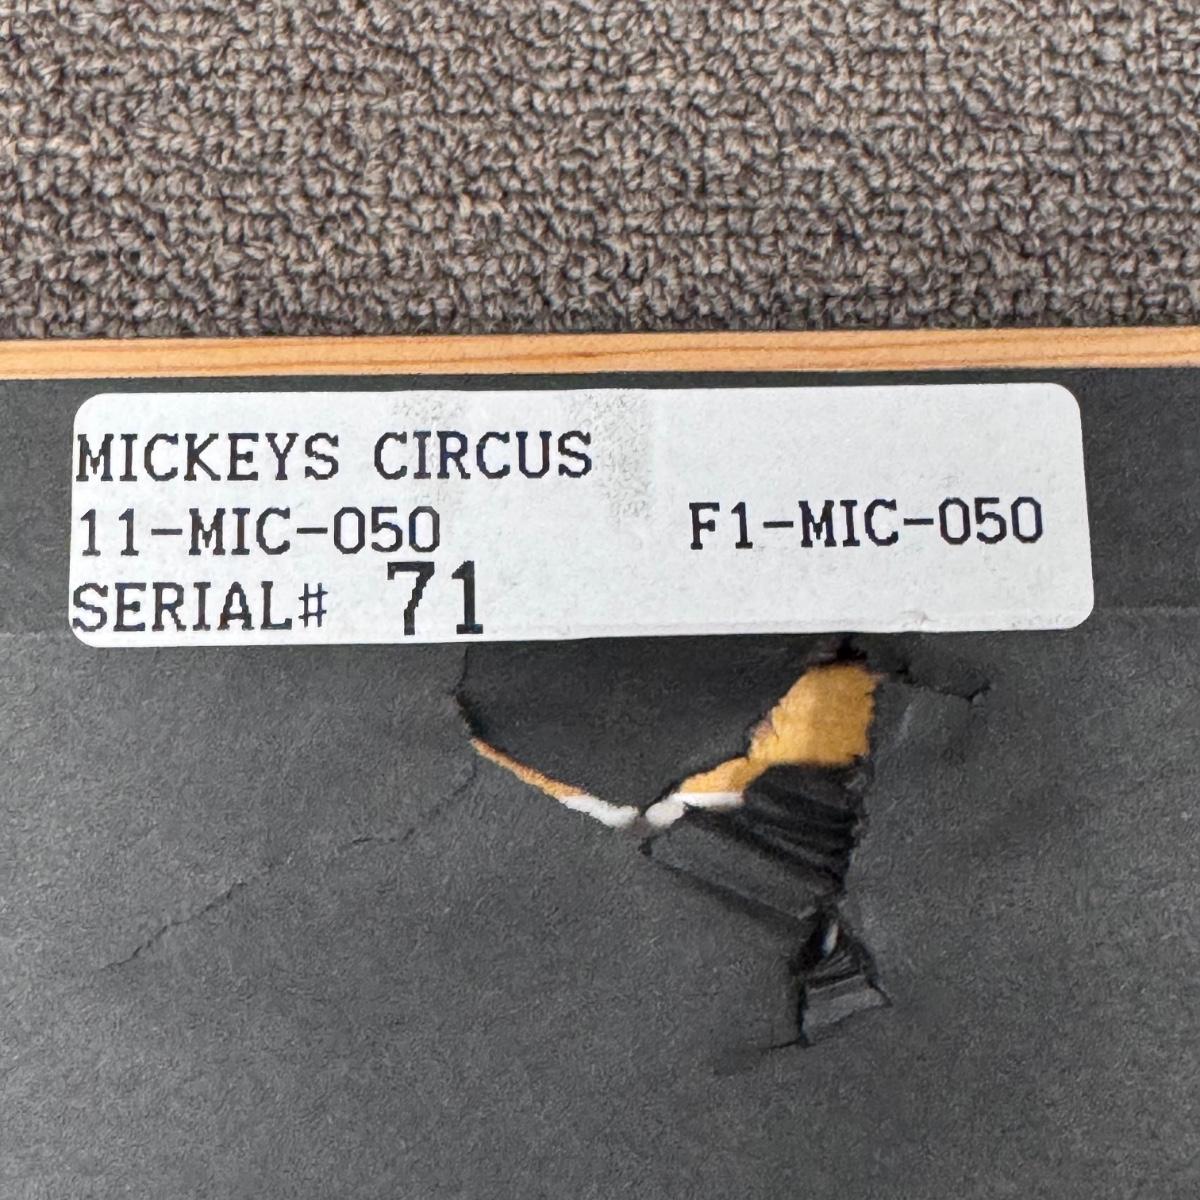 MICKEYS CIRCUS
11-MIC-050 F1-MIC-050
SERIAL# 71